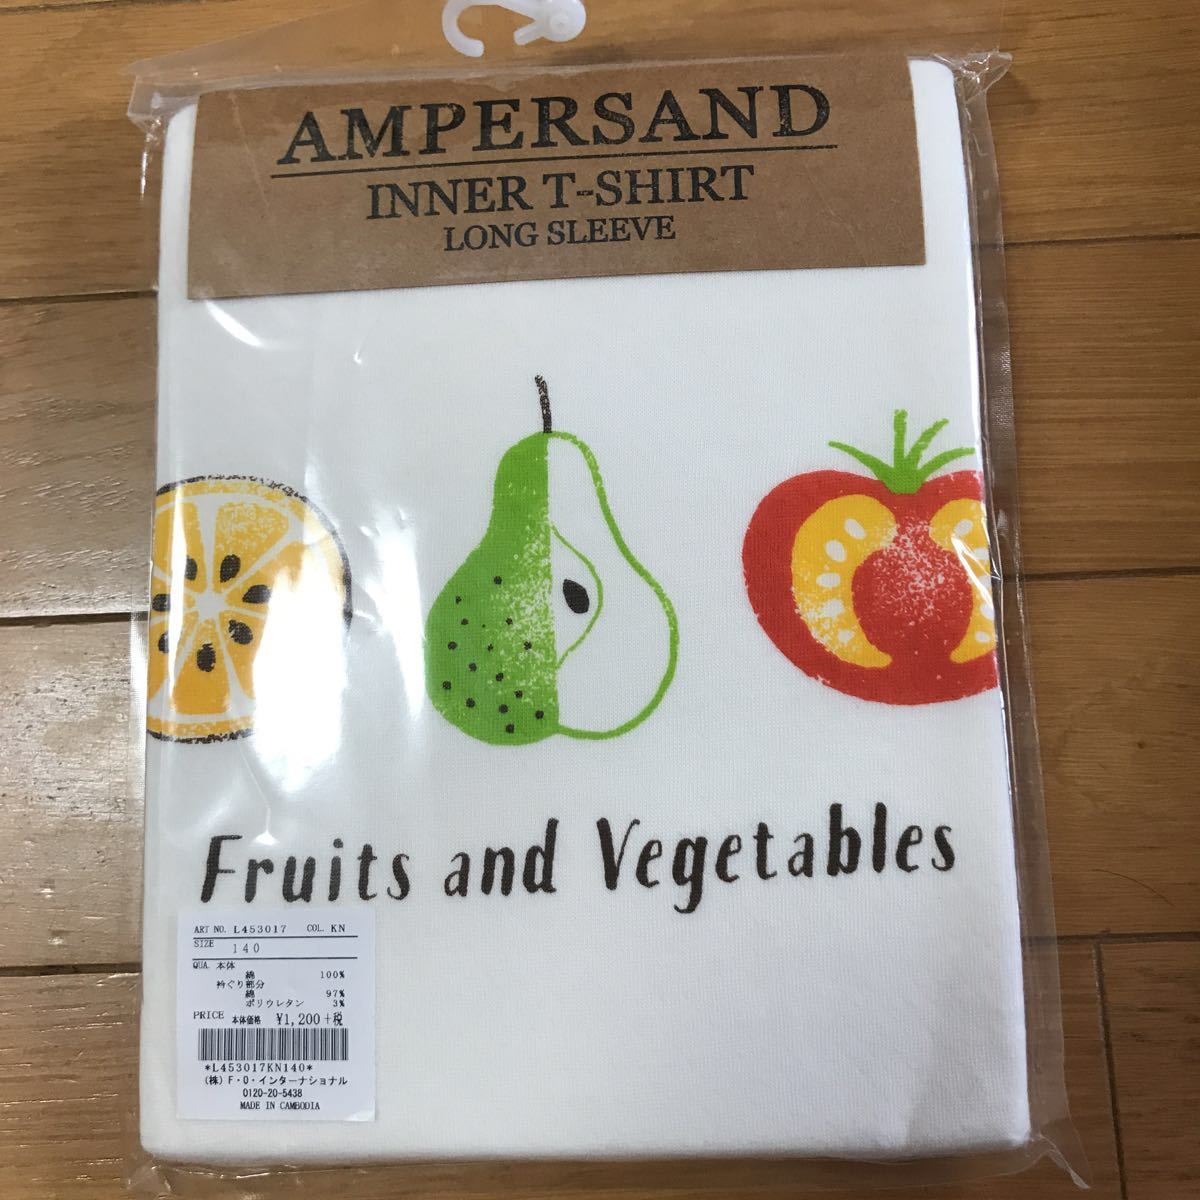 AMPERSAND
INNER T-SHIRT
LONG SLEEVE
Fruits and Vegetables
ART NO. L453017 COL. KN
SIZE 140
QUA. 本体
綿 100%
衿ぐり部分
綿 97%
ポリウレタン 3%
PRICE 本体価格 ¥1,200+税
*L453017KN140*
(株)F・O・インターナショナル
0120-20-5438
MADE IN CAMBODIA